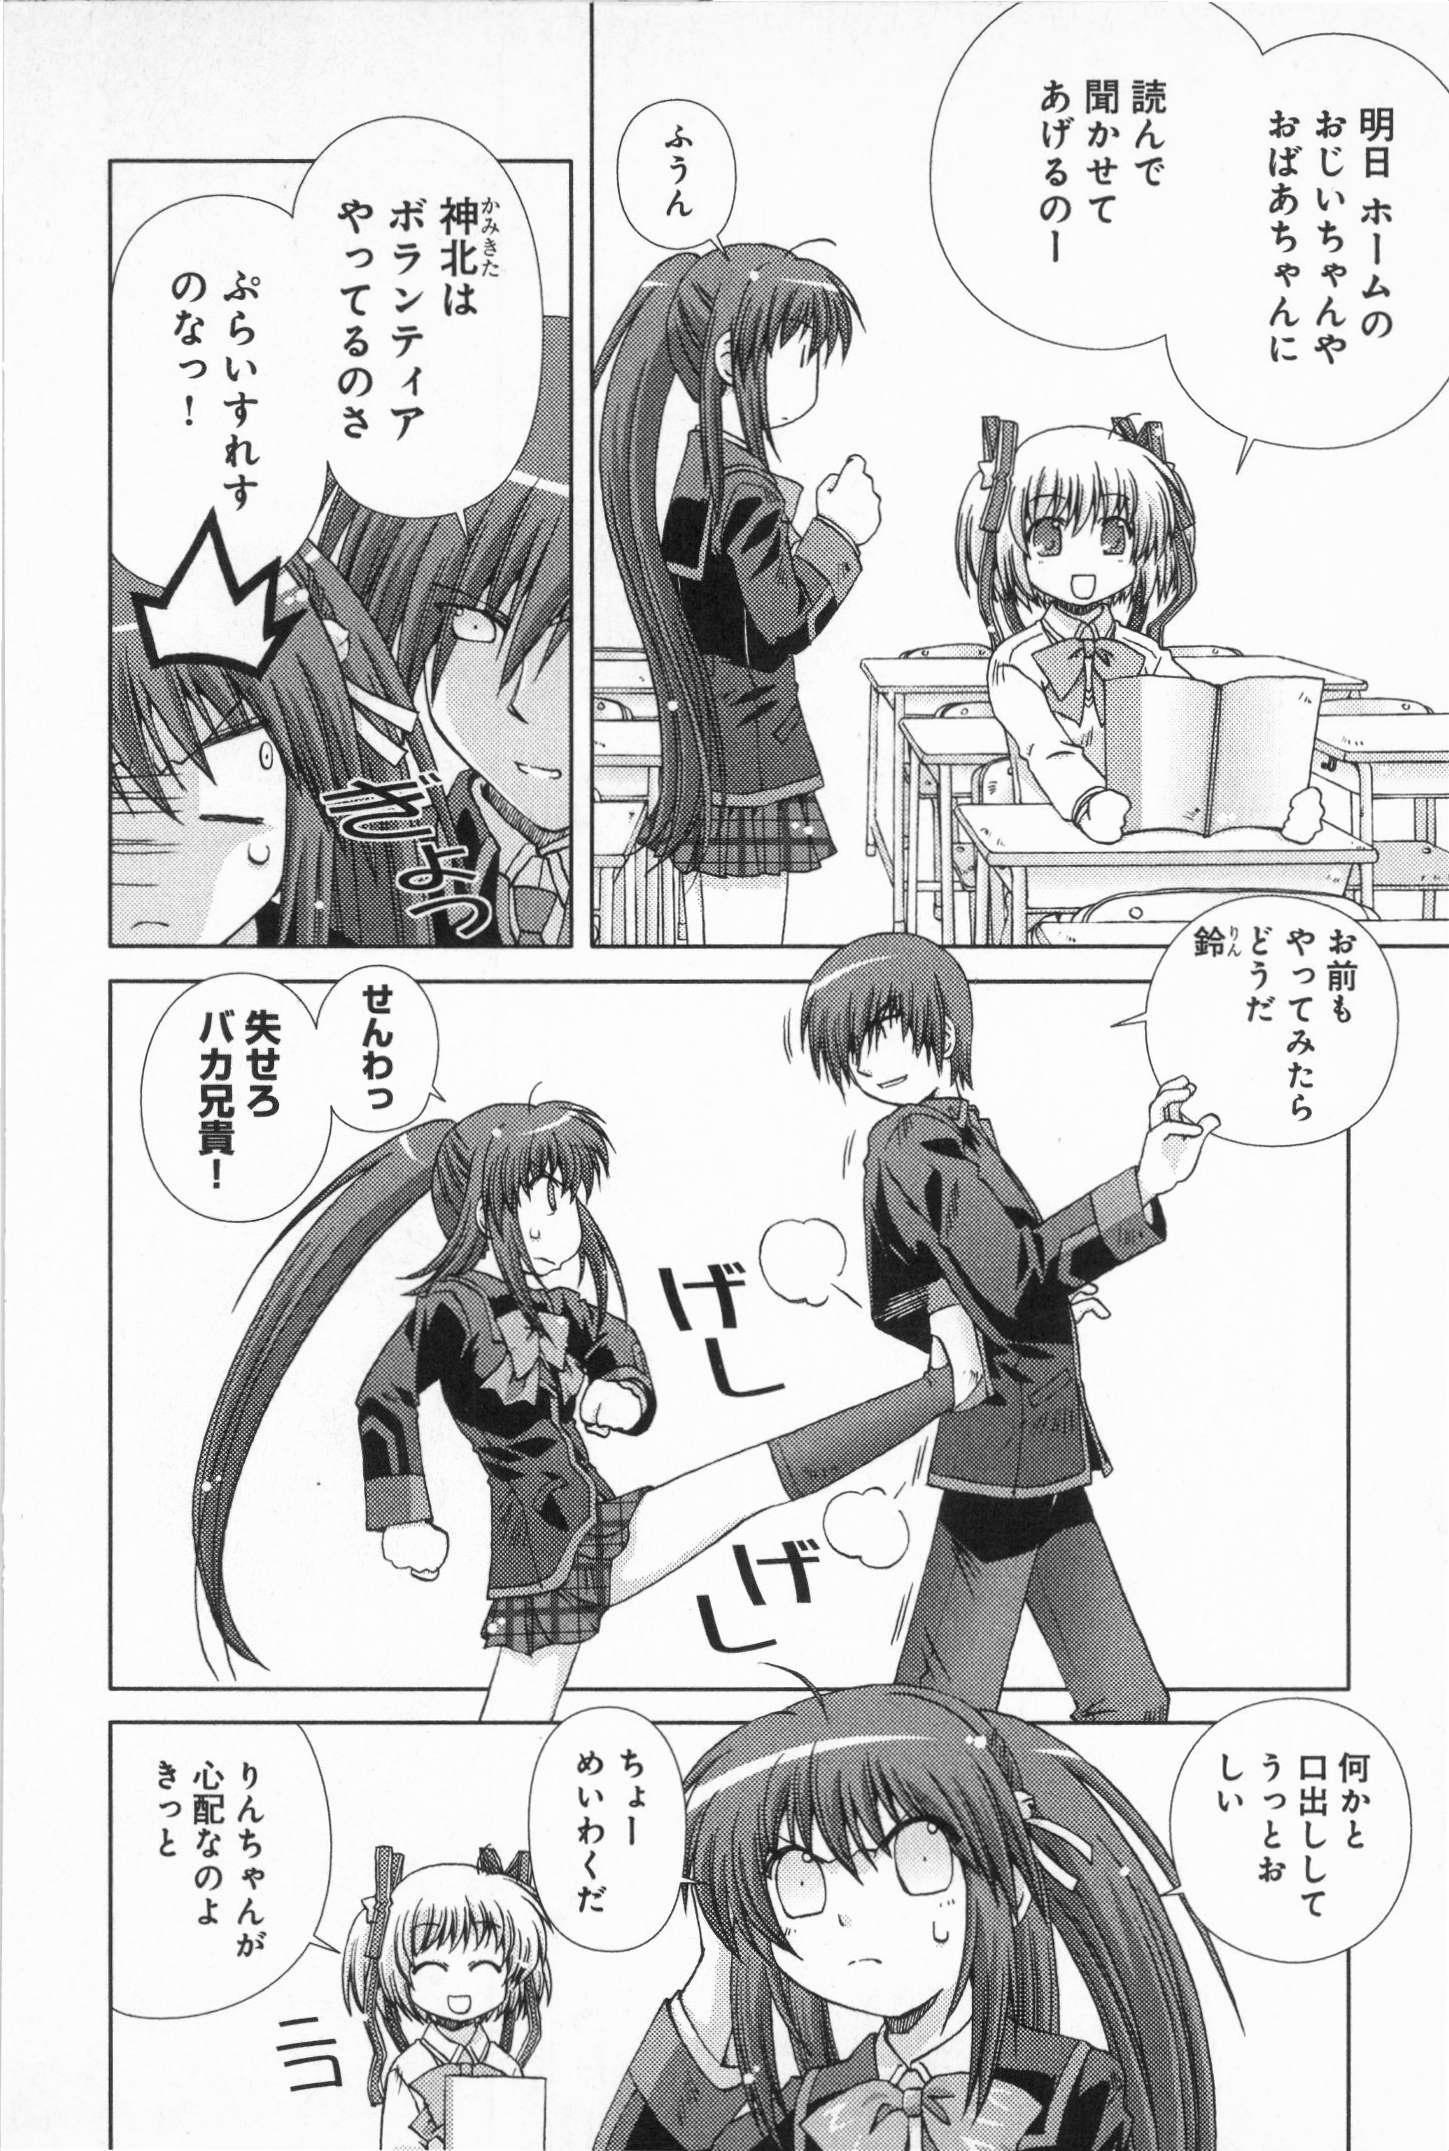 明日 ホームの
おじいちゃんや
おばあちゃんに
読んで
聞かせて
あげるのー
ふうん
神北は
かみきた
ボランティア
やってるのさ
ぷらいすれす
のなっ!
ぎょっ
お前も
やってみたら
どうだ
鈴
りん
せんわっ
失せろ
バカ兄貴!
げし
げし
何かと
口出しして
うっとお
しい
ちょー
めいわくだ
りんちゃんが
心配なのよ
きっと
ニコ